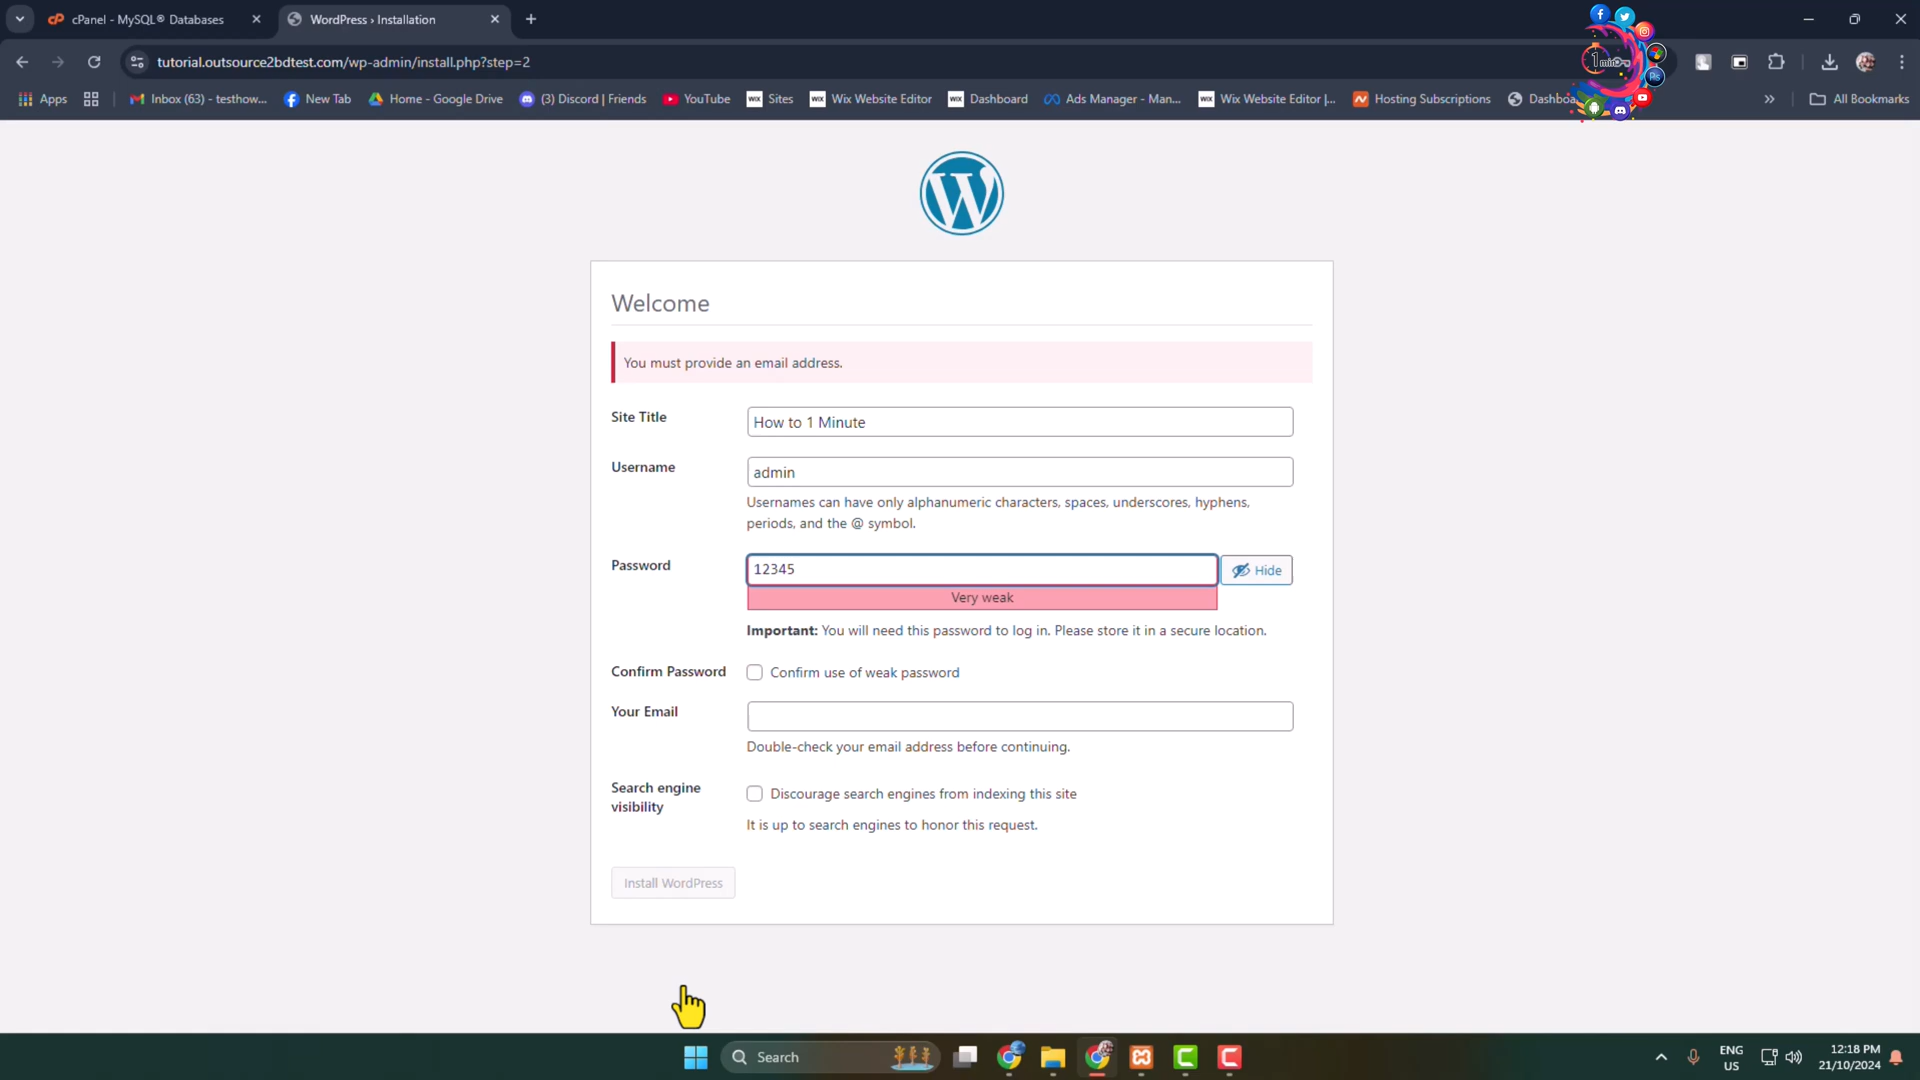 cPanel - MySQL® Databases
WordPress › Installation
tutorial.outsource2bdtest.com/wp-admin/install.php?step=2
Apps
Inbox (63) - testhow...
New Tab
Home - Google Drive
(3) Discord | Friends
YouTube
Sites
Wix Website Editor
Dashboard
Ads Manager - Man...
Wix Website Editor |...
Hosting Subscriptions
All Bookmarks
Welcome
You must provide an email address.
Site Title
How to 1 Minute
Username
admin
Usernames can have only alphanumeric characters, spaces, underscores, hyphens,
periods, and the @ symbol.
Password
12345
Hide
Very weak
Important: You will need this password to log in. Please store it in a secure location.
Confirm Password
Confirm use of weak password
Your Email
Double-check your email address before continuing.
Search engine
visibility
Discourage search engines from indexing this site
It is up to search engines to honor this request.
Install WordPress
Search
ENG
US
12:18 PM
21/10/2024